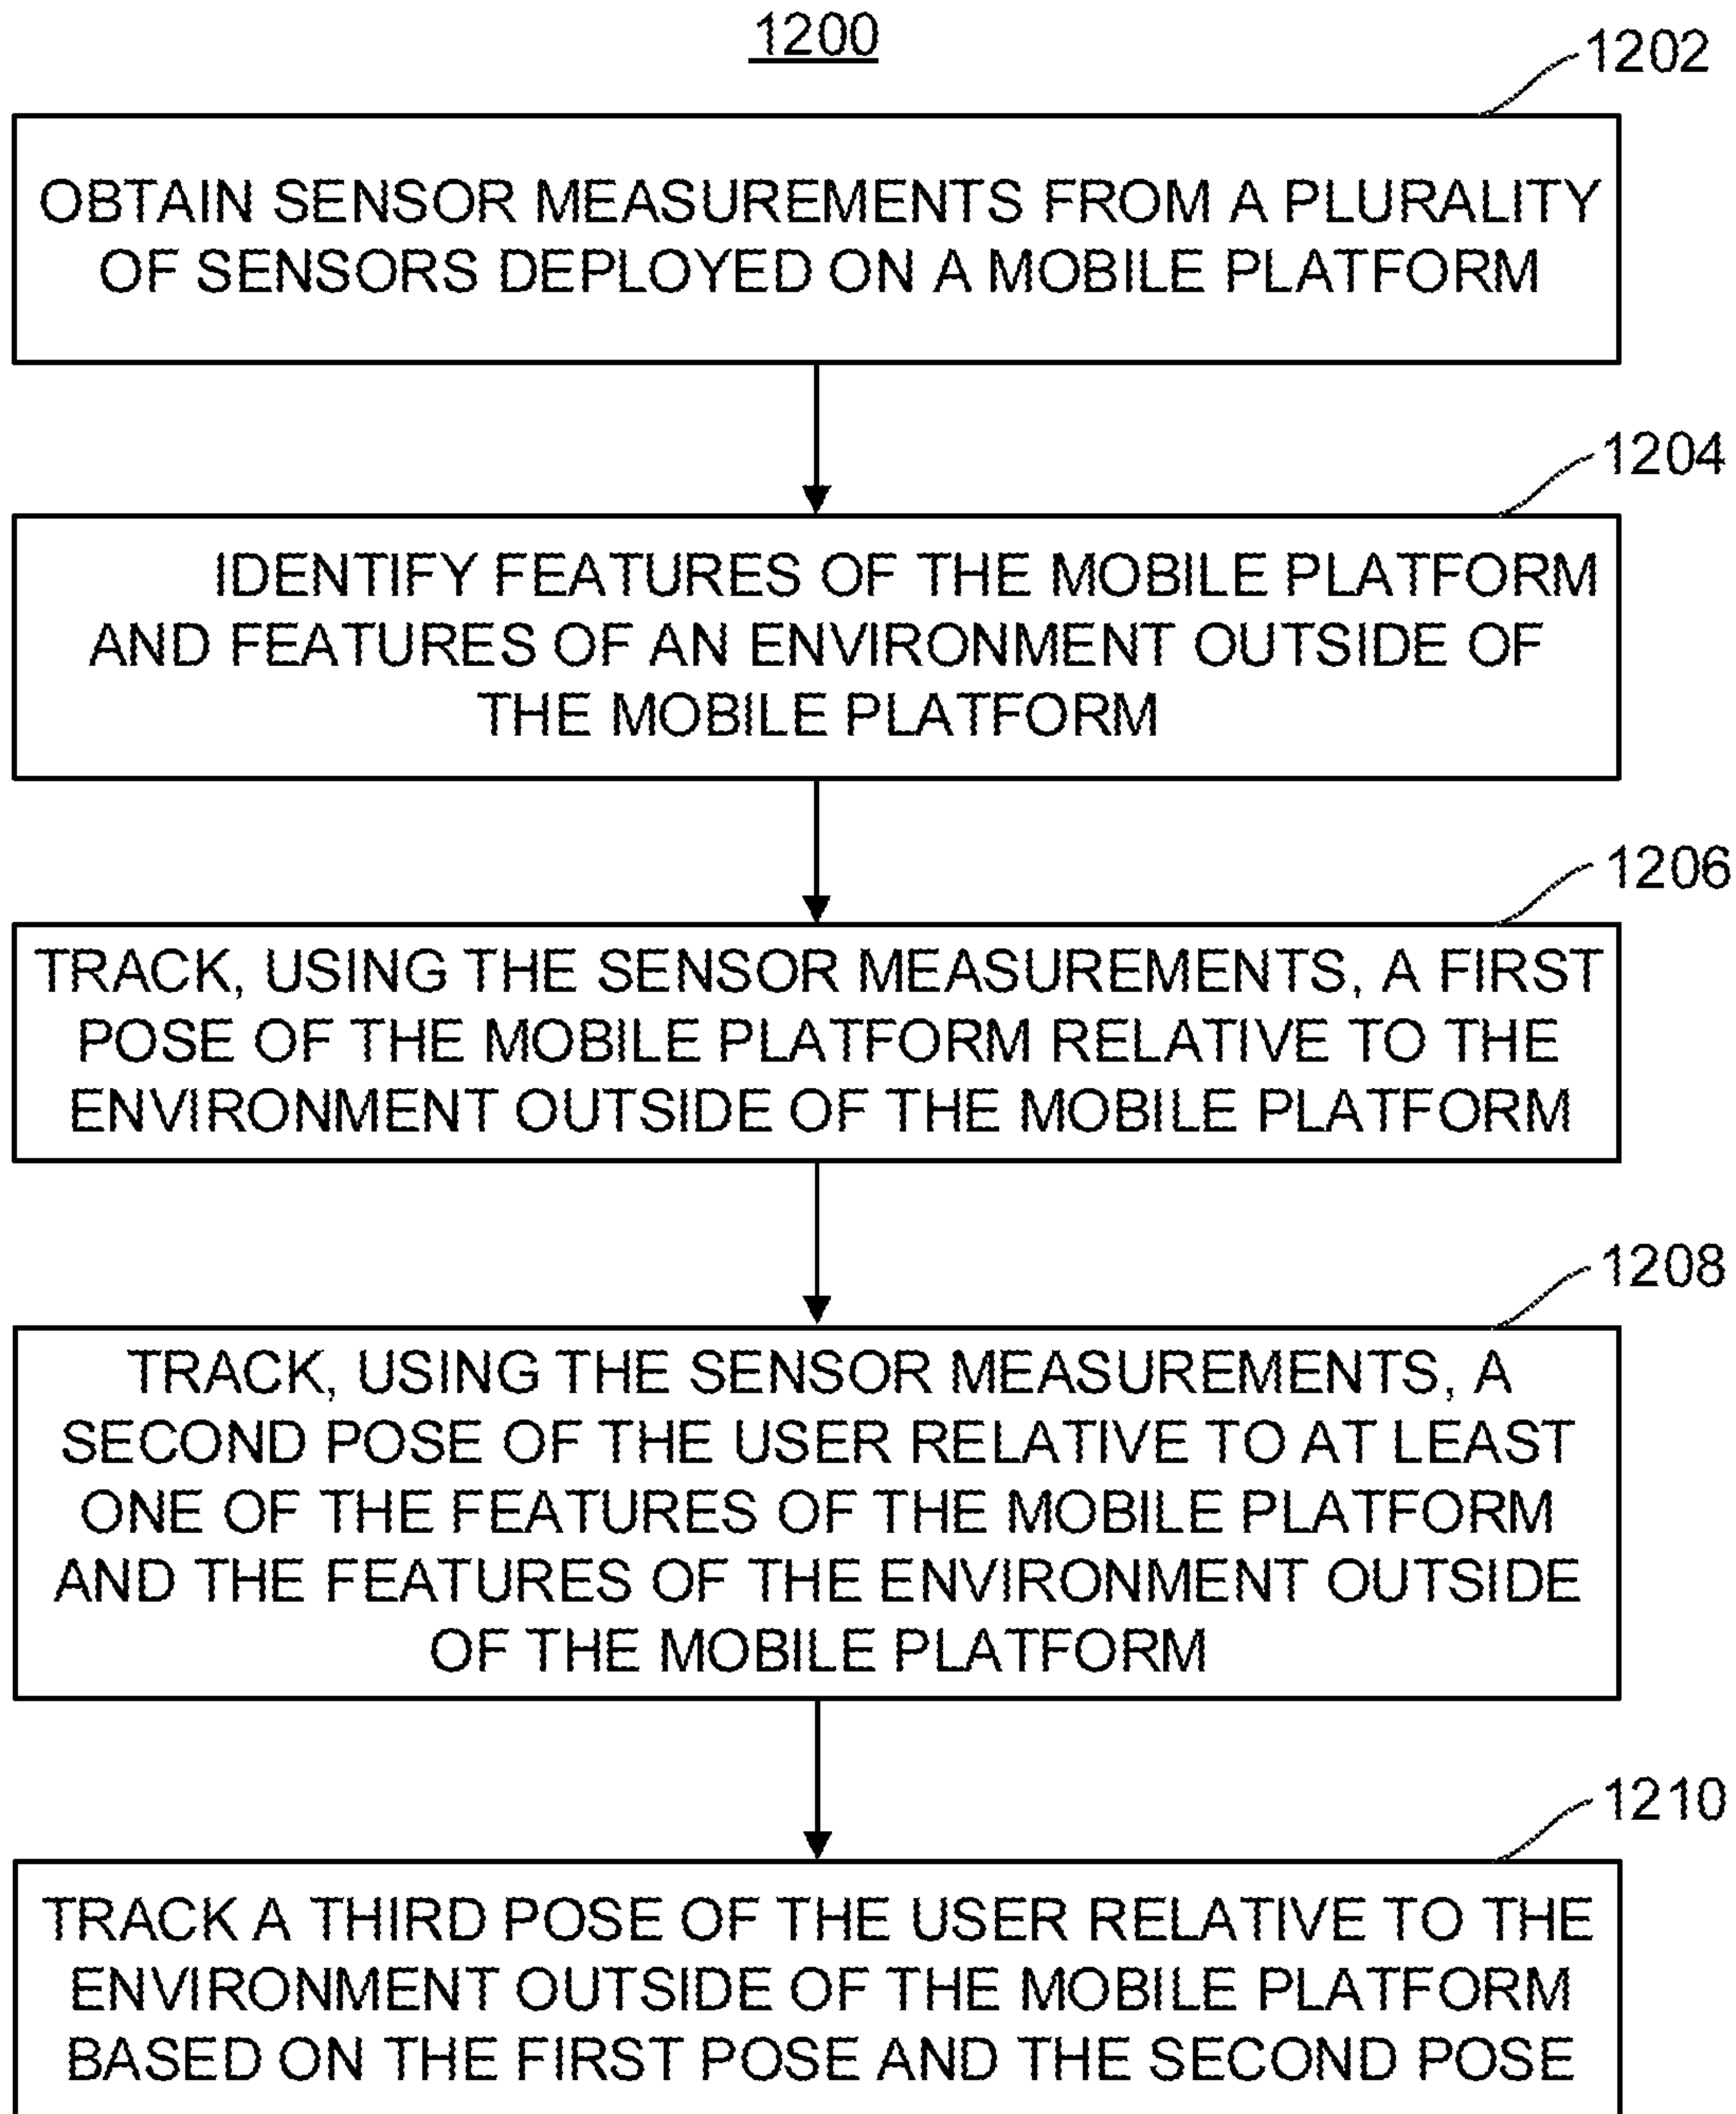 1200
1202
OBTAIN SENSOR MEASUREMENTS FROM A PLURALITY
OF SENSORS DEPLOYED ON A MOBILE PLATFORM
1204
IDENTIFY FEATURES OF THE MOBILE PLATFORM
AND FEATURES OF AN ENVIRONMENT OUTSIDE OF
THE MOBILE PLATFORM
1206
TRACK, USING THE SENSOR MEASUREMENTS, A FIRST
POSE OF THE MOBILE PLATFORM RELATIVE TO THE
ENVIRONMENT OUTSIDE OF THE MOBILE PLATFORM
1208
TRACK, USING THE SENSOR MEASUREMENTS, A
SECOND POSE OF THE USER RELATIVE TO AT LEAST
ONE OF THE FEATURES OF THE MOBILE PLATFORM
AND THE FEATURES OF THE ENVIRONMENT OUTSIDE
OF THE MOBILE PLATFORM
1210
TRACK A THIRD POSE OF THE USER RELATIVE TO THE
ENVIRONMENT OUTSIDE OF THE MOBILE PLATFORM
BASED ON THE FIRST POSE AND THE SECOND POSE